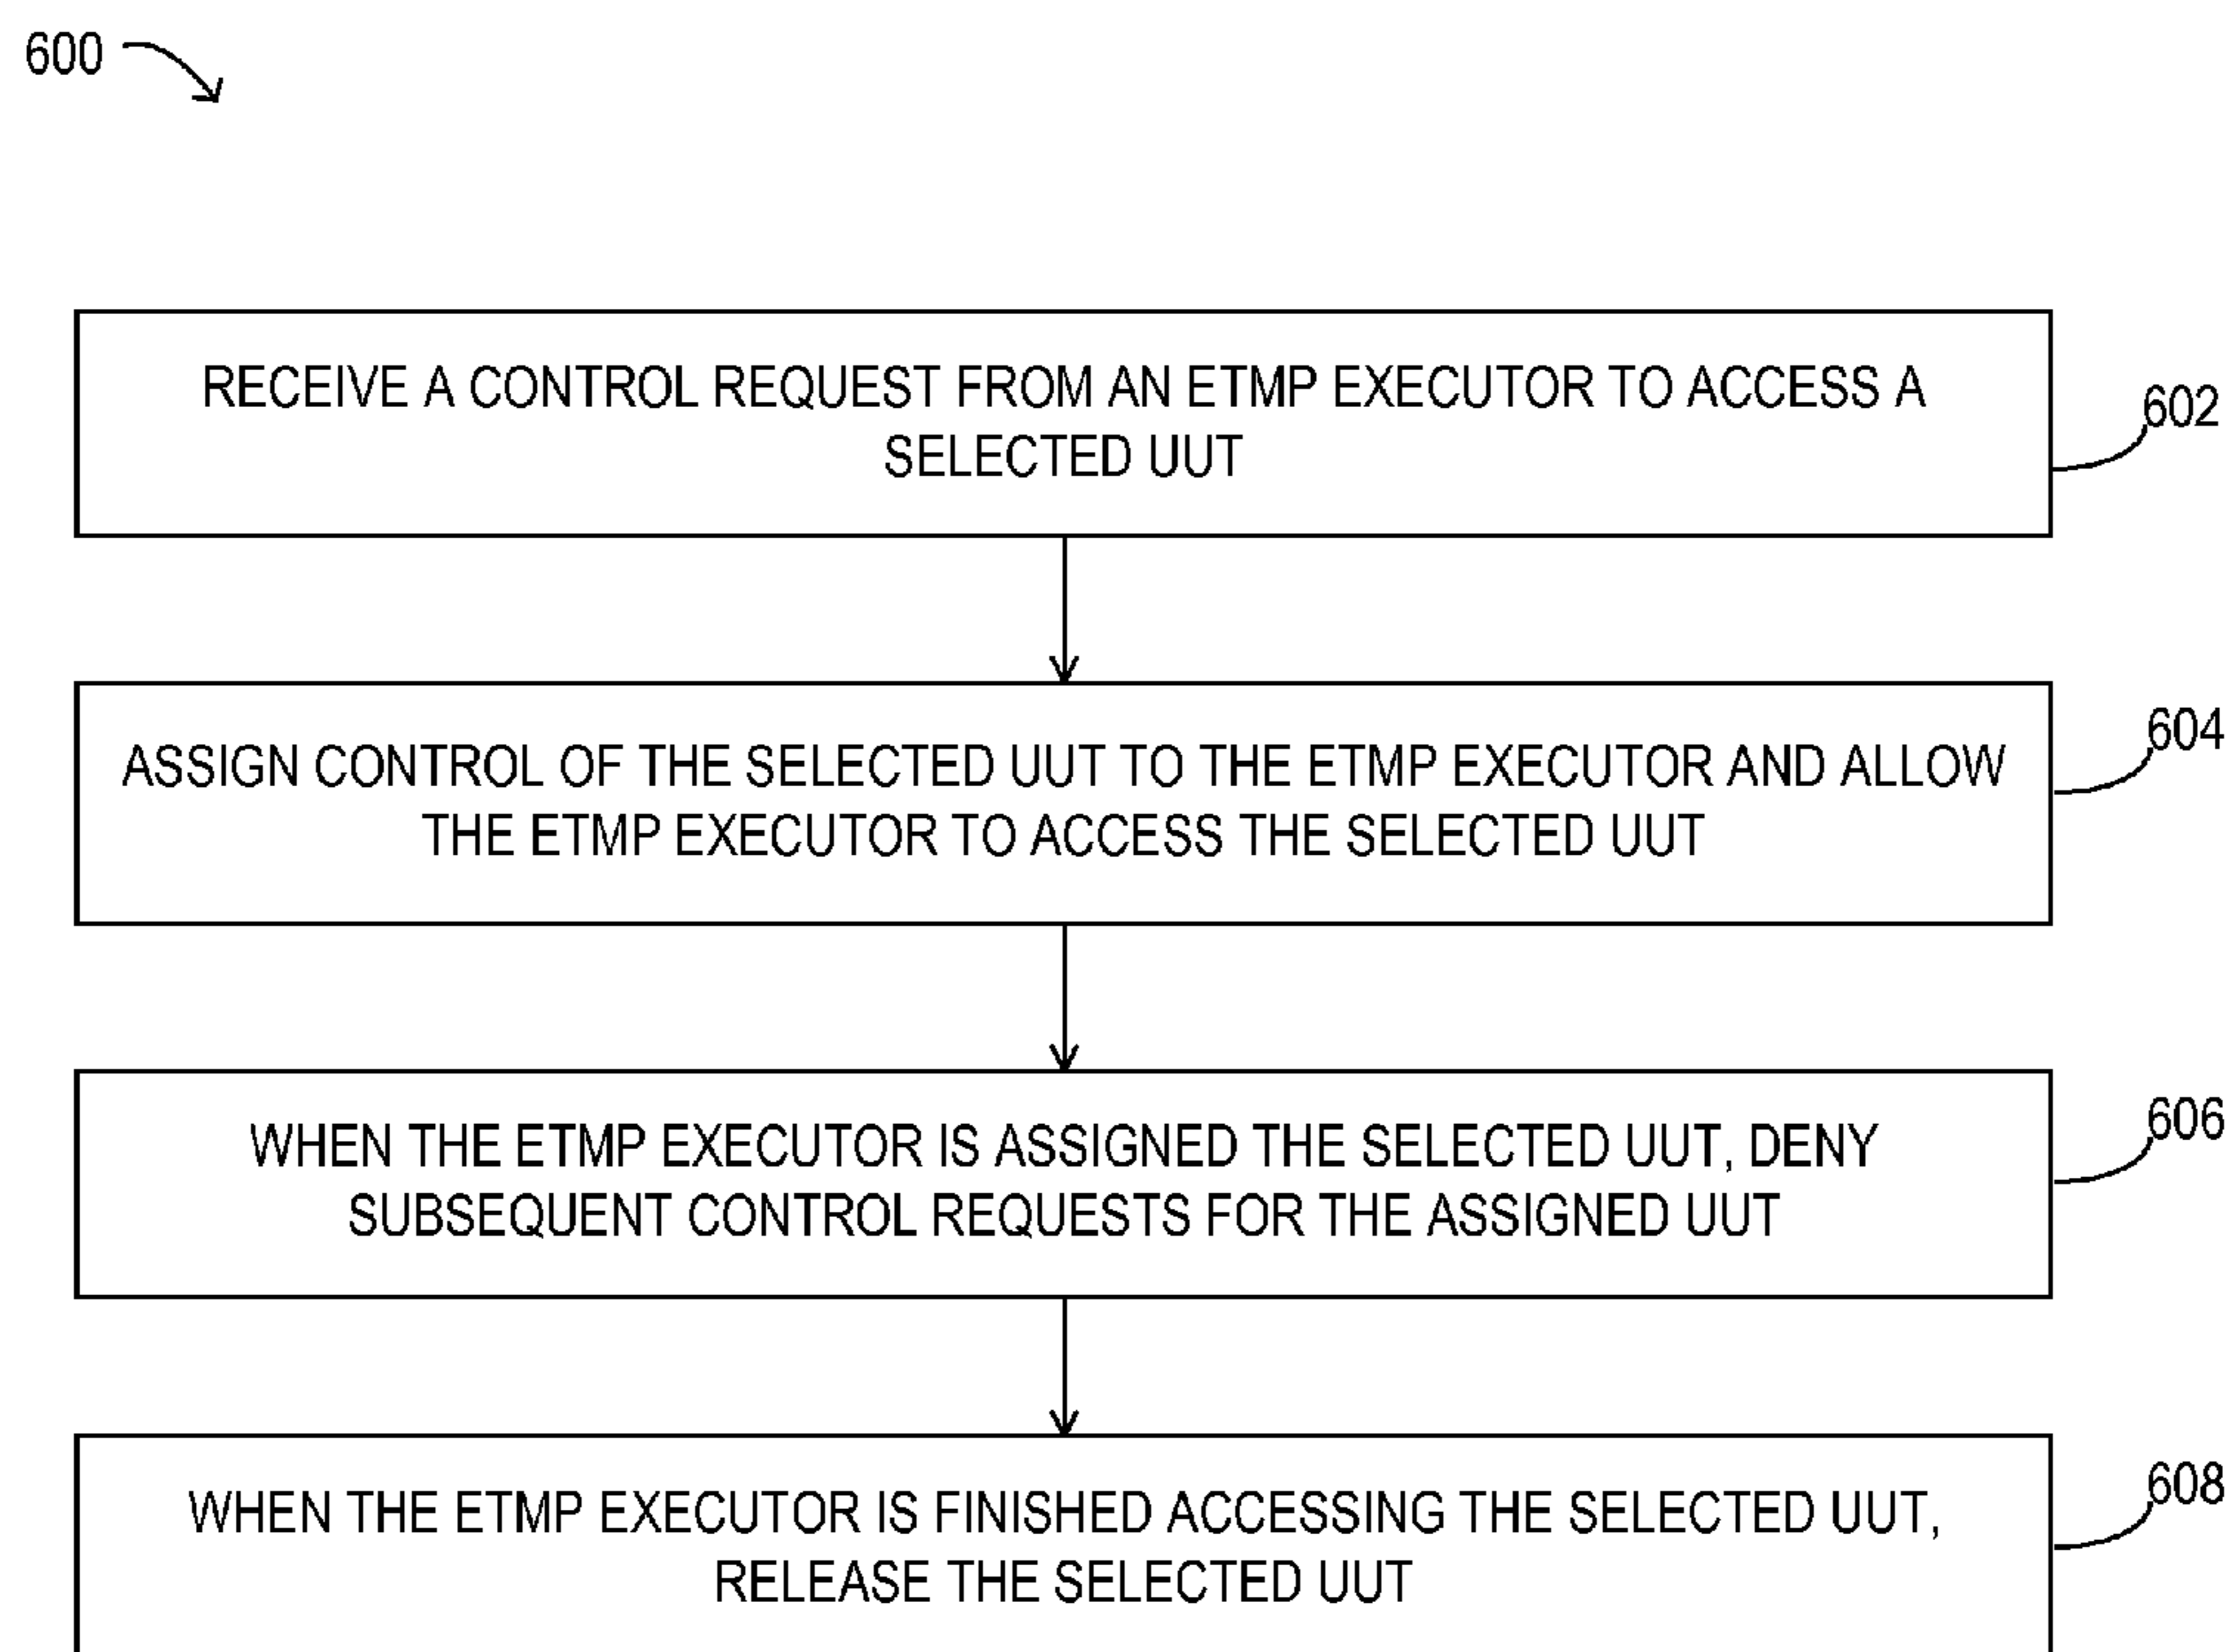 600
RECEIVE A CONTROL REQUEST FROM AN ETMP EXECUTOR TO ACCESS A
SELECTED UUT
602
ASSIGN CONTROL OF THE SELECTED UUT TO THE ETMP EXECUTOR AND ALLOW
THE ETMP EXECUTOR TO ACCESS THE SELECTED UUT
604
WHEN THE ETMP EXECUTOR IS ASSIGNED THE SELECTED UUT, DENY
SUBSEQUENT CONTROL REQUESTS FOR THE ASSIGNED UUT
606
WHEN THE ETMP EXECUTOR IS FINISHED ACCESSING THE SELECTED UUT,
RELEASE THE SELECTED UUT
608